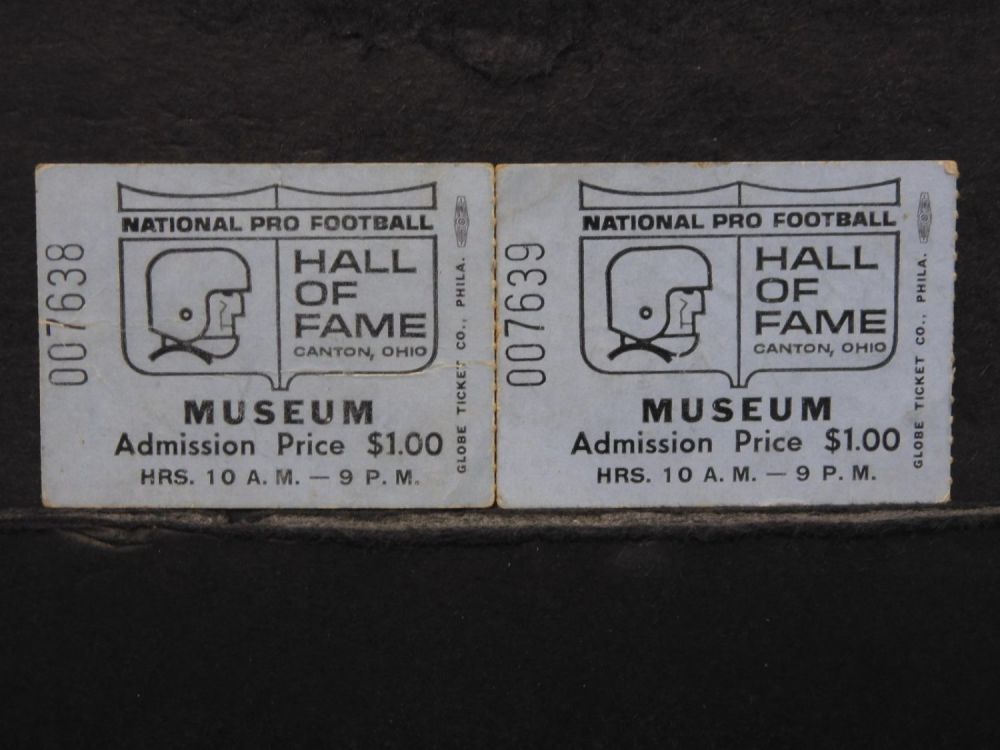 007638
NATIONAL PRO FOOTBALL
HALL
OF
FAME
CANTON, OHIO
MUSEUM
Admission Price $1.00
HRS. 10 A. M. — 9 P. M.
GLOBE TICKET CO., PHILA.
007639
NATIONAL PRO FOOTBALL
HALL
OF
FAME
CANTON, OHIO
MUSEUM
Admission Price $1.00
HRS. 10 A. M. — 9 P. M.
GLOBE TICKET CO., PHILA.